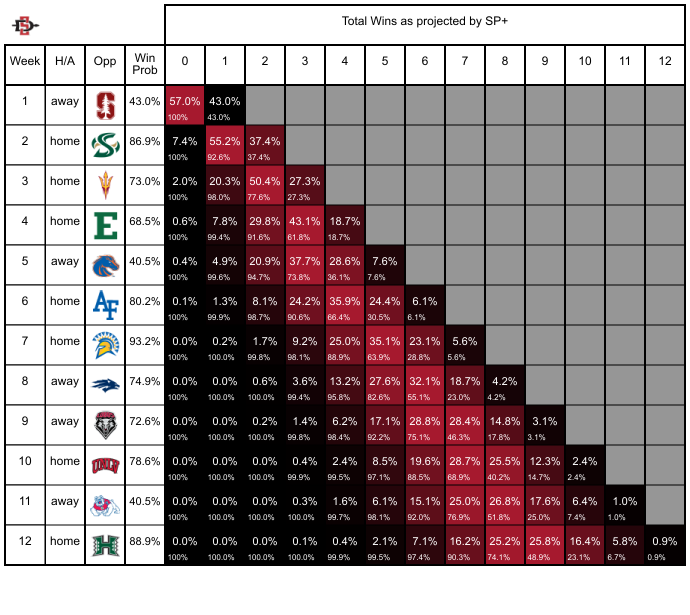 SD
Total Wins as projected by SP+
Week H/A Opp Win Prob 0 1 2 3 4 5 6 7 8 9 10 11 12
1 away S 43.0% 57.0% 43.0%
100% 43.0%
2 home S 86.9% 7.4% 55.2% 37.4%
100% 92.6% 37.4%
3 home 73.0% 2.0% 20.3% 50.4% 27.3%
100% 98.0% 77.6% 27.3%
4 home E 68.5% 0.6% 7.8% 29.8% 43.1% 18.7%
100% 99.4% 91.6% 61.8% 18.7%
5 away 40.5% 0.4% 4.9% 20.9% 37.7% 28.6% 7.6%
100% 99.6% 94.7% 73.8% 36.1% 7.6%
6 home AF 80.2% 0.1% 1.3% 8.1% 24.2% 35.9% 24.4% 6.1%
100% 99.9% 98.7% 90.6% 66.4% 30.5% 6.1%
7 home 93.2% 0.0% 0.2% 1.7% 9.2% 25.0% 35.1% 23.1% 5.6%
100% 100.0% 99.8% 98.1% 88.9% 63.9% 28.8% 5.6%
8 away 74.9% 0.0% 0.0% 0.6% 3.6% 13.2% 27.6% 32.1% 18.7% 4.2%
100% 100.0% 100.0% 99.4% 95.8% 82.6% 55.1% 23.0% 4.2%
9 away 72.6% 0.0% 0.0% 0.2% 1.4% 6.2% 17.1% 28.8% 28.4% 14.8% 3.1%
100% 100.0% 100.0% 99.8% 98.4% 92.2% 75.1% 46.3% 17.8% 3.1%
10 home UNLV 78.6% 0.0% 0.0% 0.0% 0.4% 2.4% 8.5% 19.6% 28.7% 25.5% 12.3% 2.4%
100% 100.0% 100.0% 99.9% 99.5% 97.1% 88.5% 68.9% 40.2% 14.7% 2.4%
11 away 40.5% 0.0% 0.0% 0.0% 0.3% 1.6% 6.1% 15.1% 25.0% 26.8% 17.6% 6.4% 1.0%
100% 100.0% 100.0% 100.0% 99.7% 98.1% 92.0% 76.9% 51.8% 25.0% 7.4% 1.0%
12 home H 88.9% 0.0% 0.0% 0.0% 0.1% 0.4% 2.1% 7.1% 16.2% 25.2% 25.8% 16.4% 5.8% 0.9%
100% 100.0% 100.0% 100.0% 99.9% 99.5% 97.4% 90.3% 74.1% 48.9% 23.1% 6.7% 0.9%